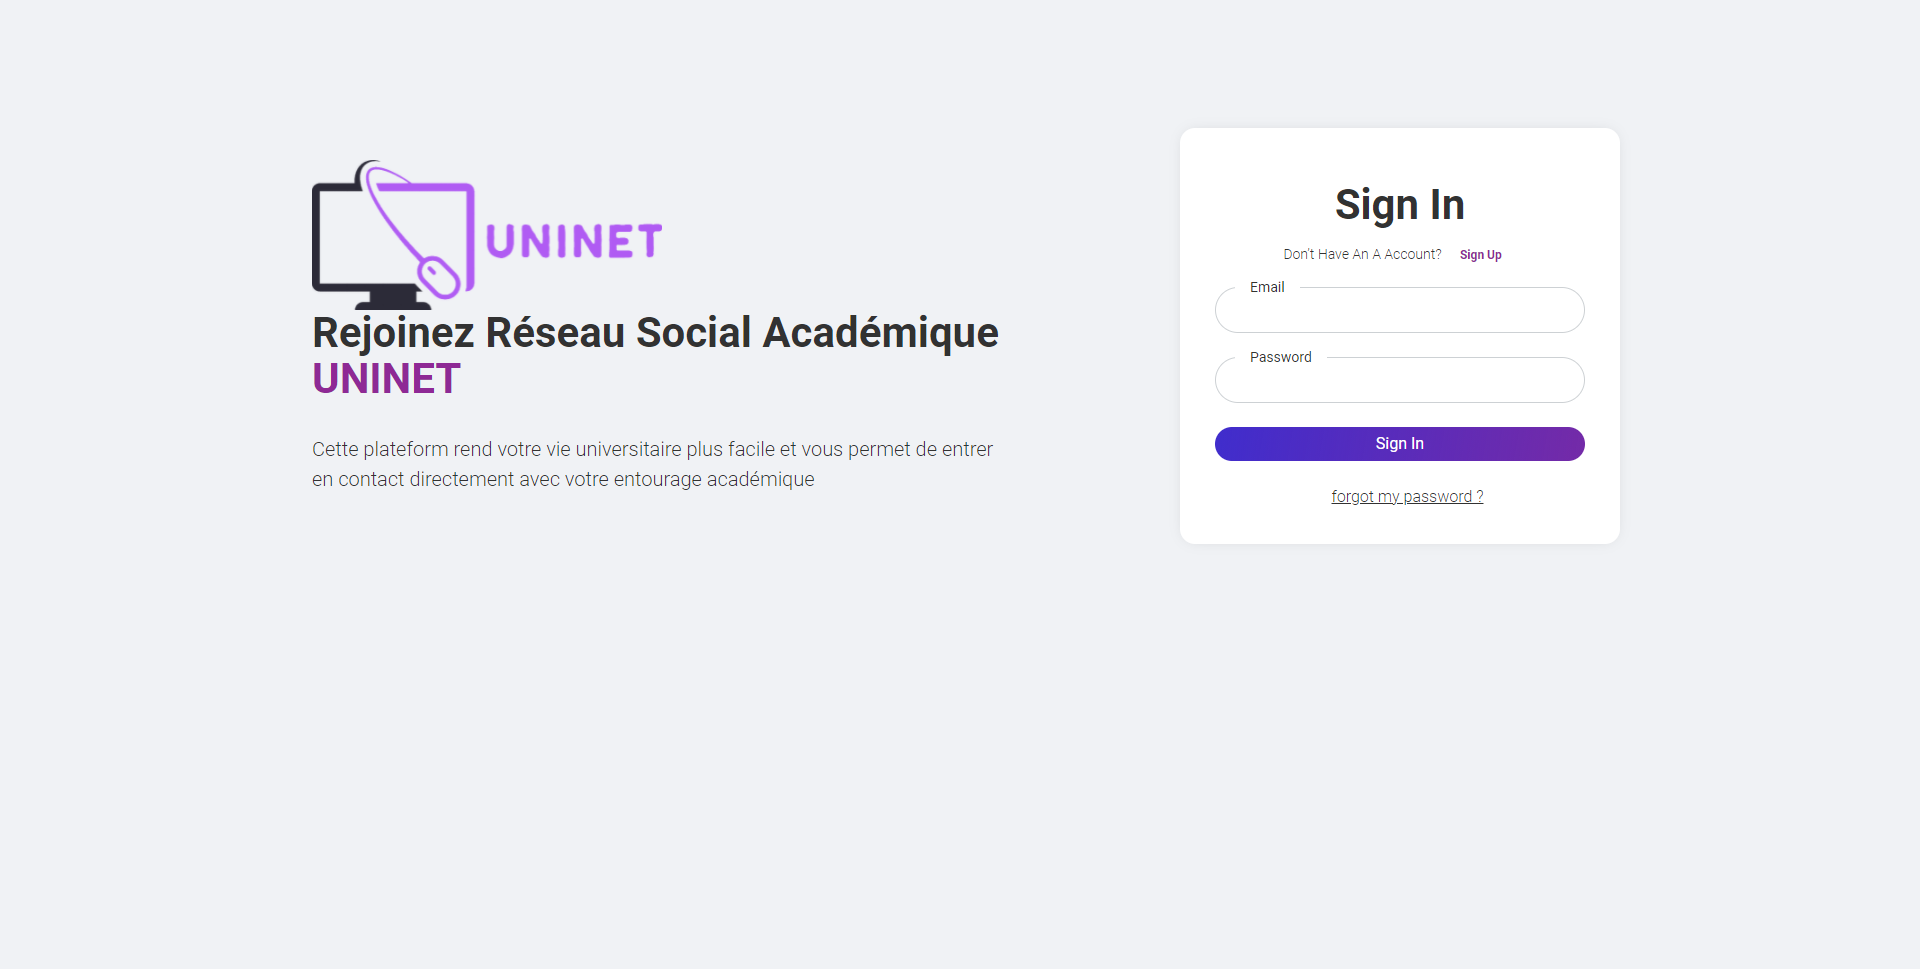 UNINET
Rejoinez Réseau Social Académique
UNINET
Cette plateform rend votre vie universitaire plus facile et vous permet de entrer
en contact directement avec votre entourage académique
Sign In
Don't Have An A Account? Sign Up
Email
Password
Sign In
forgot my password ?